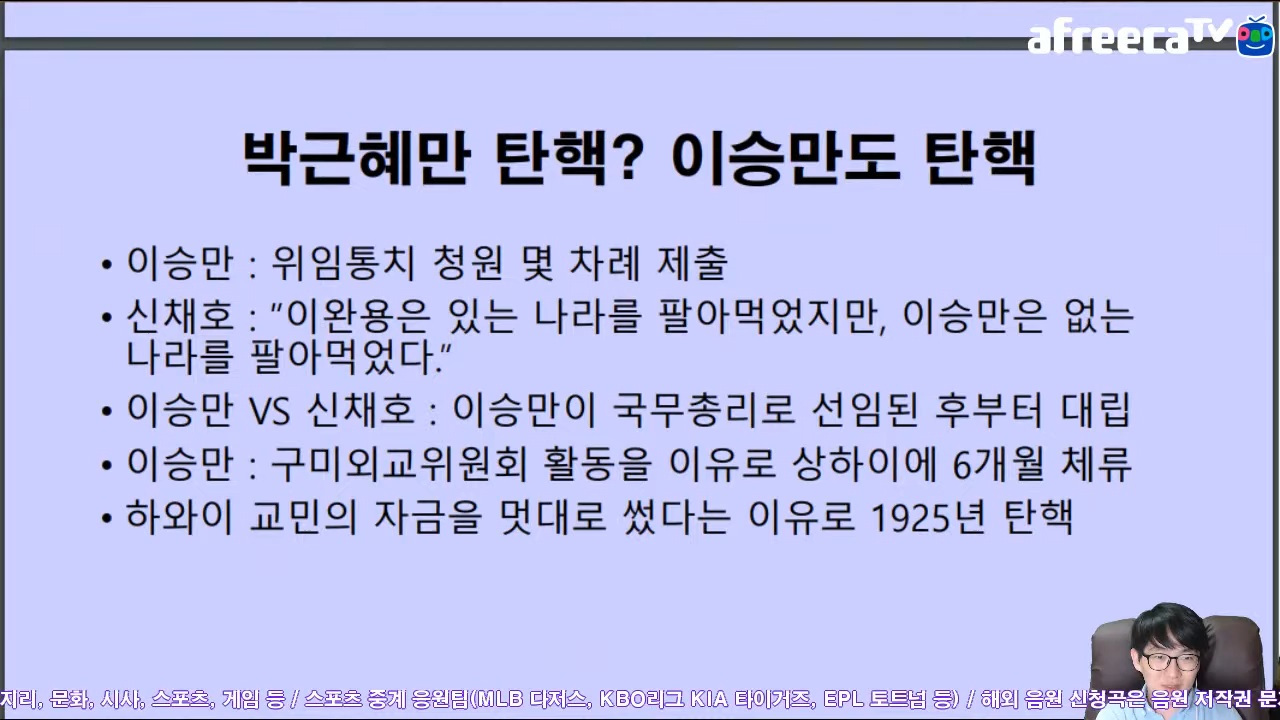 afreecaTV
박근혜만 탄핵? 이승만도 탄핵
• 이승만 : 위임통치 청원 몇 차례 제출
• 신채호 : “이완용은 있는 나라를 팔아먹었지만, 이승만은 없는
나라를 팔아먹었다.”
• 이승만 VS 신채호 : 이승만이 국무총리로 선임된 후부터 대립
• 이승만 : 구미외교위원회 활동을 이유로 상하이에 6개월 체류
• 하와이 교민의 자금을 멋대로 썼다는 이유로 1925년 탄핵
지리, 문화, 시사, 스포츠, 게임 등 / 스포츠 중계 응원팀(MLB 다저스, KBO리그 KIA 타이거즈, EPL 토트넘 등) / 해외 음원 신청곡은 음원 저작권